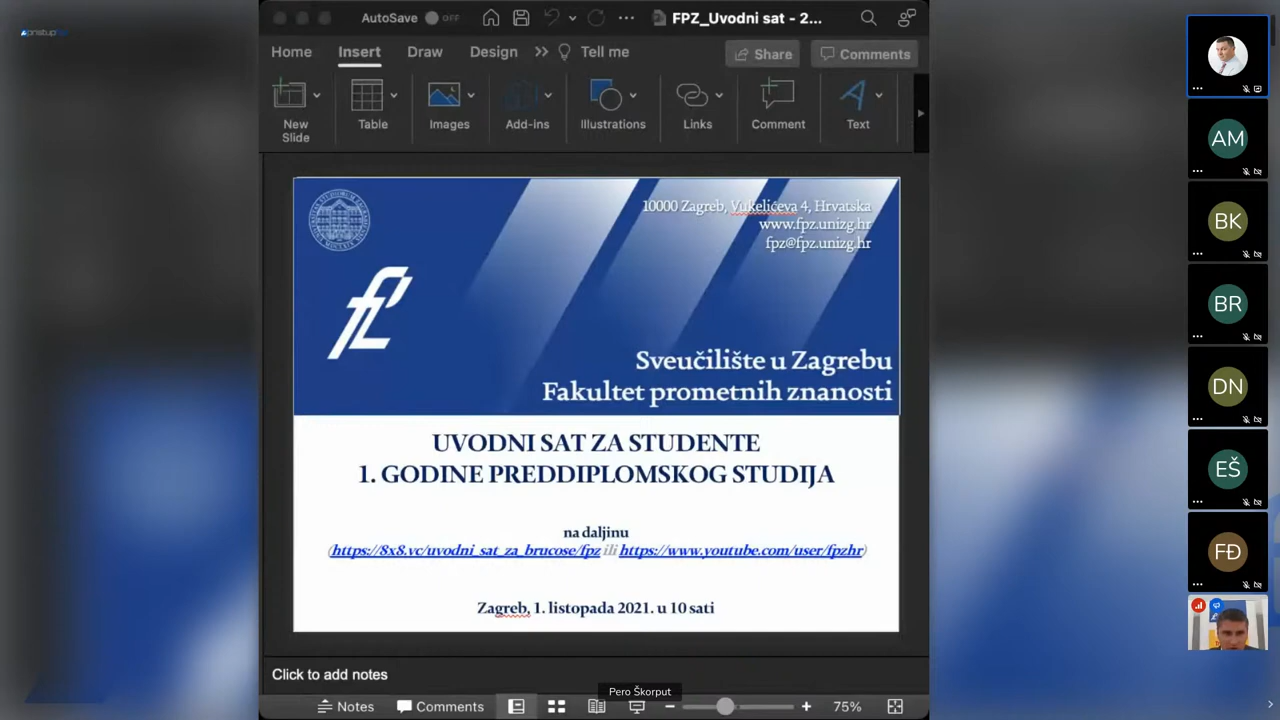 pristup
AutoSave OFF
FPZ_Uvodni sat - 2...
Home Insert Draw Design Tell me
Share Comments
New Slide
Table
Images
Add-ins
Illustrations
Links
Comment
Text
10000 Zagreb, Vukelićeva 4, Hrvatska
www.fpz.unizg.hr
fpz@fpz.unizg.hr
Sveučilište u Zagrebu
Fakultet prometnih znanosti
UVODNI SAT ZA STUDENTE
1. GODINE PREDDIPLOMSKOG STUDIJA
na daljinu
(https://8x8.vc/uvodni_sat_za_brucose/fpz ili https://www.youtube.com/user/fpzhr)
Zagreb, 1. listopada 2021. u 10 sati
Click to add notes
Pero Škorput
Notes Comments 75%
AM
BK
BR
DN
EŠ
FĐ